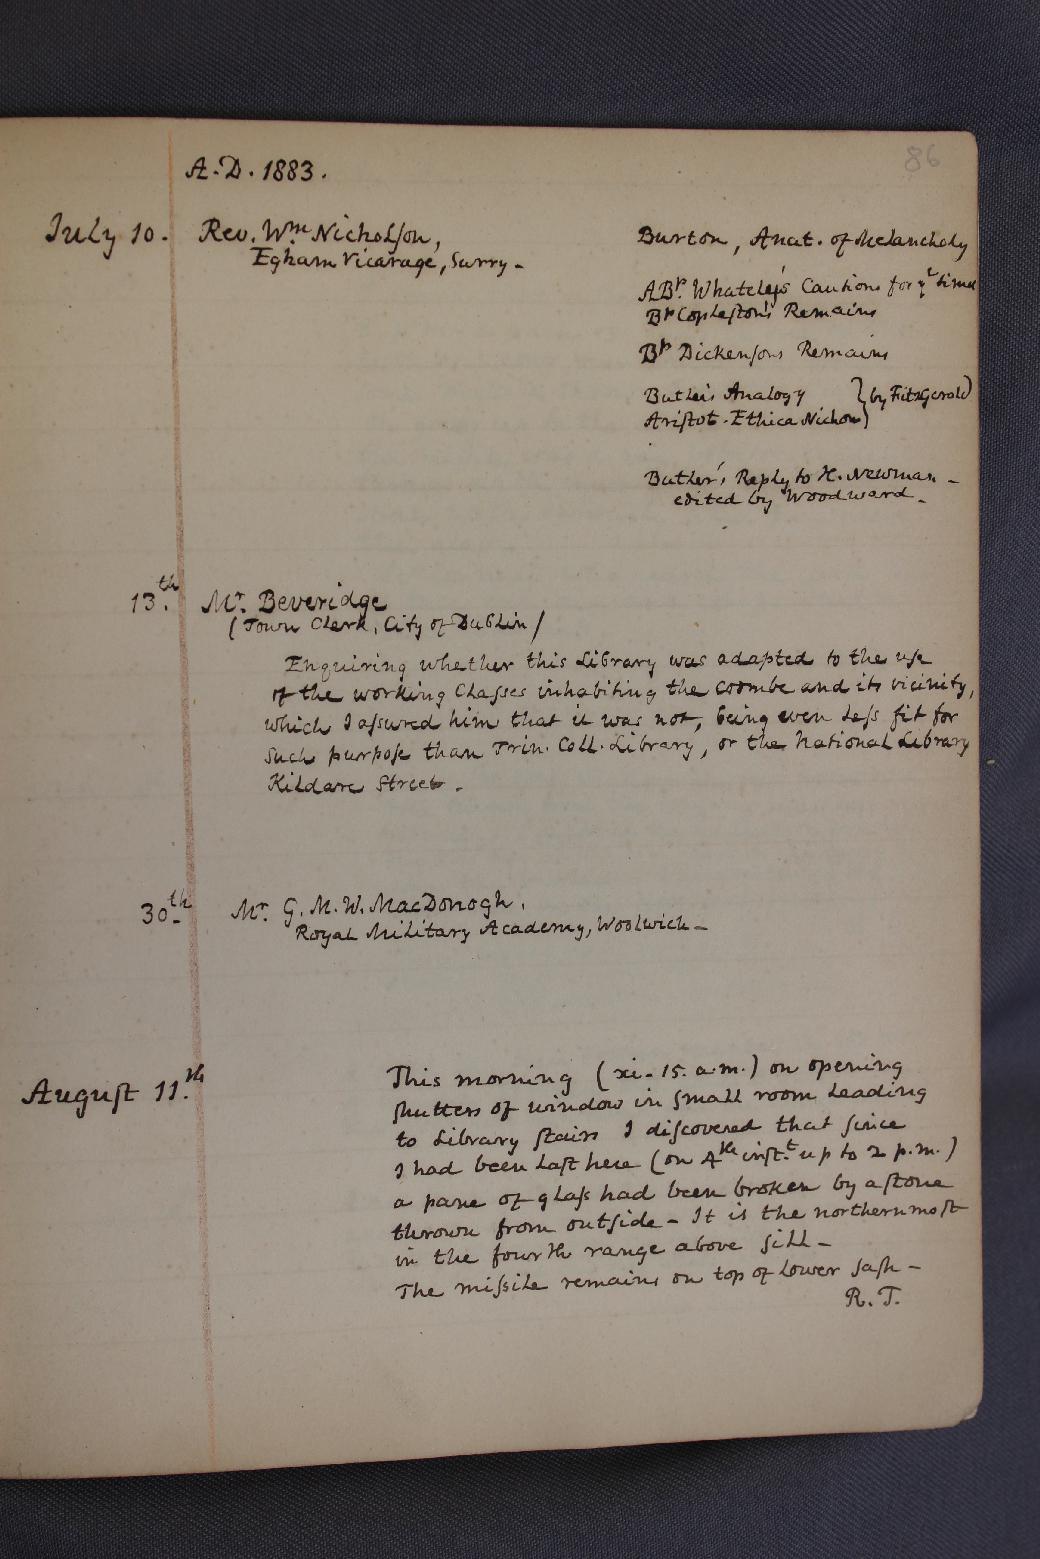 86
A.D. 1883.
July 10. Rev. Wm. Nicholson,
Egham Vicarage, Surry -
Burton, Anat. of Melancholy
ABp. Whateley's Cautions for ye times
Bp Copleston's Remains
Bp Dickensons Remains
Butler's Analogy } by FitzGerald
Aristot. Ethica Nichom
Butler's Reply to H. Newman -
edited by Woodward -
13th. Mr. Beveridge
(Town Clerk, City of Dublin)
Enquiring whether this Library was adapted to the use
of the working Classes inhabiting the Coombe and its vicinity,
which I assured him that it was not, being even less fit for
such purpose than Trin. Coll. Library, or the National Library
Kildare Street.
30th Mr. G. M. W. MacDonogh.
Royal Military Academy, Woolwich -
August 11th. This morning (xi-15. a.m.) on opening
shutters of window in small room leading
to Library stairs I discovered that since
I had been last here (on 4th inst. up to 2 p.m.)
a pane of glass had been broken by a stone
thrown from outside - It is the northernmost
in the fourth range above sill -
The missile remains on top of lower sash -
R. T.